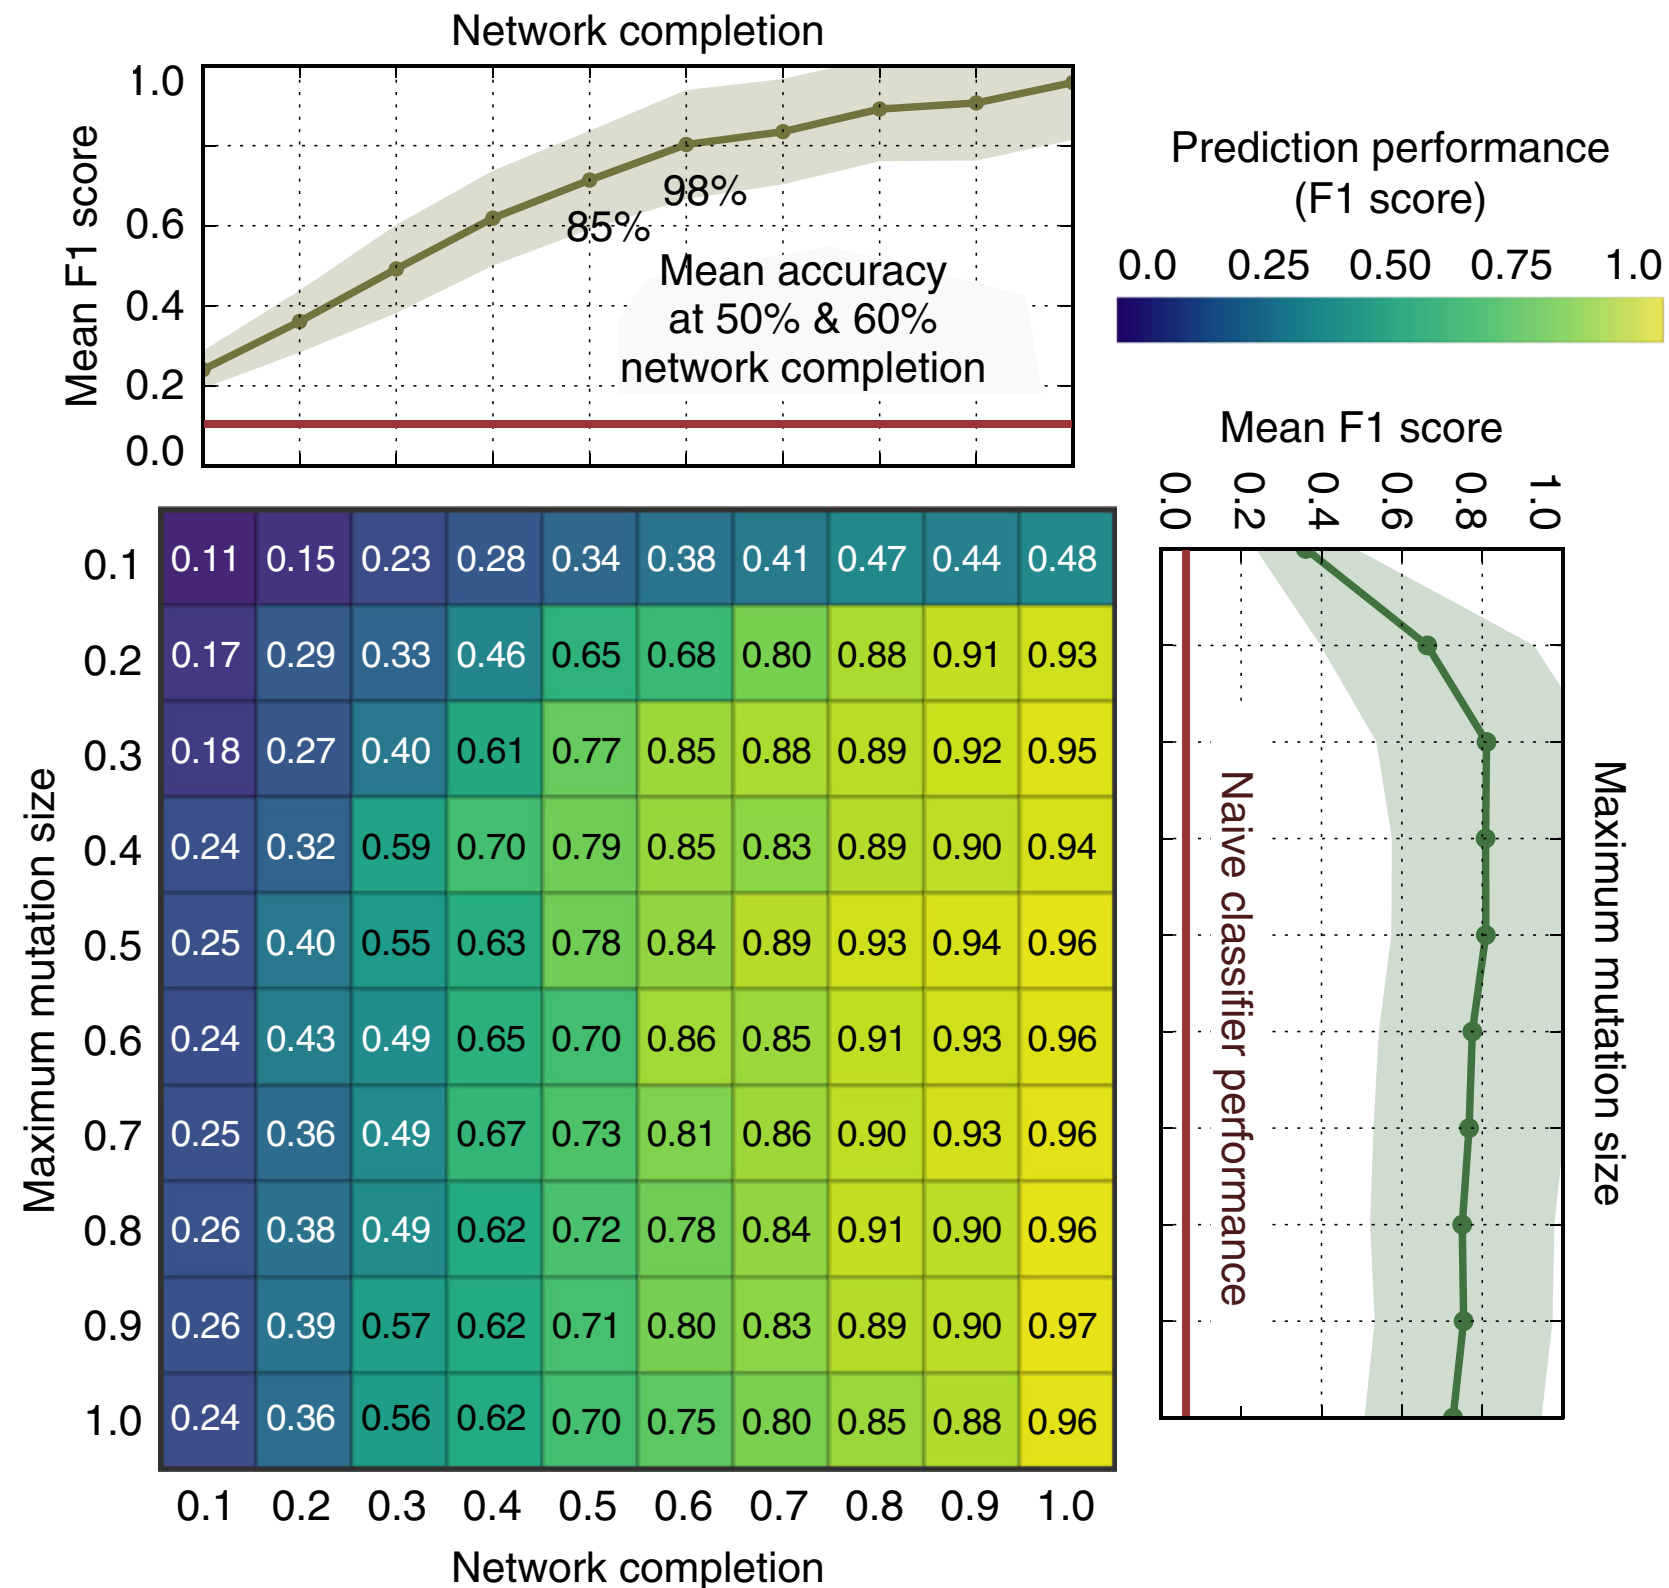 Network completion
Mean F1 score
1.0
0.6
0.4
0.2
0.0
98%
85%
Mean accuracy
at 50% & 60%
network completion
Prediction performance
(F1 score)
0.0 0.25 0.50 0.75 1.0
Mean F1 score
0.0 0.2 0.4 0.6 0.8 1.0
Naive classifier performance
Maximum mutation size
Maximum mutation size
0.1 0.11 0.15 0.23 0.28 0.34 0.38 0.41 0.47 0.44 0.48
0.2 0.17 0.29 0.33 0.46 0.65 0.68 0.80 0.88 0.91 0.93
0.3 0.18 0.27 0.40 0.61 0.77 0.85 0.88 0.89 0.92 0.95
0.4 0.24 0.32 0.59 0.70 0.79 0.85 0.83 0.89 0.90 0.94
0.5 0.25 0.40 0.55 0.63 0.78 0.84 0.89 0.93 0.94 0.96
0.6 0.24 0.43 0.49 0.65 0.70 0.86 0.85 0.91 0.93 0.96
0.7 0.25 0.36 0.49 0.67 0.73 0.81 0.86 0.90 0.93 0.96
0.8 0.26 0.38 0.49 0.62 0.72 0.78 0.84 0.91 0.90 0.96
0.9 0.26 0.39 0.57 0.62 0.71 0.80 0.83 0.89 0.90 0.97
1.0 0.24 0.36 0.56 0.62 0.70 0.75 0.80 0.85 0.88 0.96
0.1 0.2 0.3 0.4 0.5 0.6 0.7 0.8 0.9 1.0
Network completion